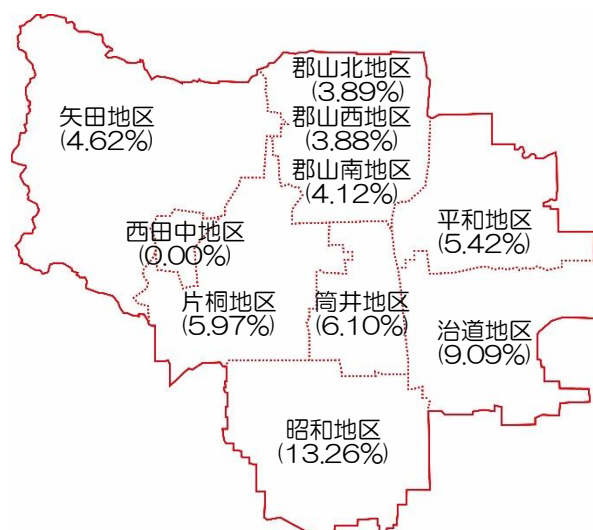 郡山北地区
(3.89%)
矢田地区
(4.62%)
郡山西地区
(3.88%)
郡山南地区
(4.12%)
平和地区
(5.42%)
西田中地区
(0.00%)
片桐地区
(5.97%)
筒井地区
(6.10%)
治道地区
(9.09%)
昭和地区
(13.26%)